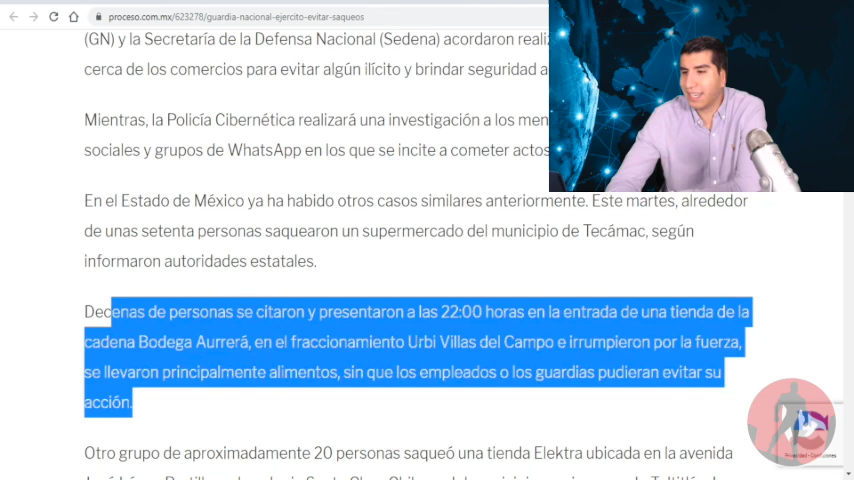 proceso.com.mx/623278/guardia-nacional-ejercito-evitar-saqueos
(GN) y la Secretaría de la Defensa Nacional (Sedena) acordaron reali
cerca de los comercios para evitar algún ilícito y brindar seguridad a
Mientras, la Policía Cibernética realizará una investigación a los men
sociales y grupos de WhatsApp en los que se incite a cometer actos
En el Estado de México ya ha habido otros casos similares anteriormente. Este martes, alrededor
de unas setenta personas saquearon un supermercado del municipio de Tecámac, según
informaron autoridades estatales.
Decenas de personas se citaron y presentaron a las 22:00 horas en la entrada de una tienda de la
cadena Bodega Aurrerá, en el fraccionamiento Urbi Villas del Campo e irrumpieron por la fuerza,
se llevaron principalmente alimentos, sin que los empleados o los guardias pudieran evitar su
acción.
Otro grupo de aproximadamente 20 personas saqueó una tienda Elektra ubicada en la avenida